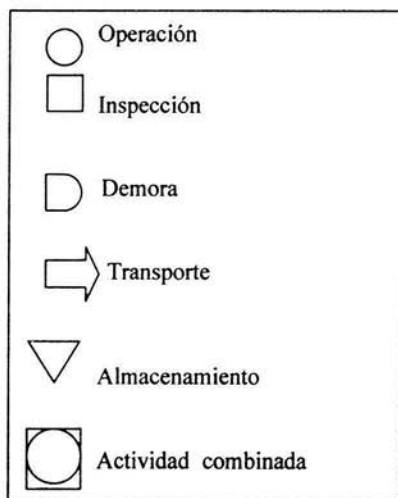 Operación
Inspección
Demora
Transporte
Almacenamiento
Actividad combinada